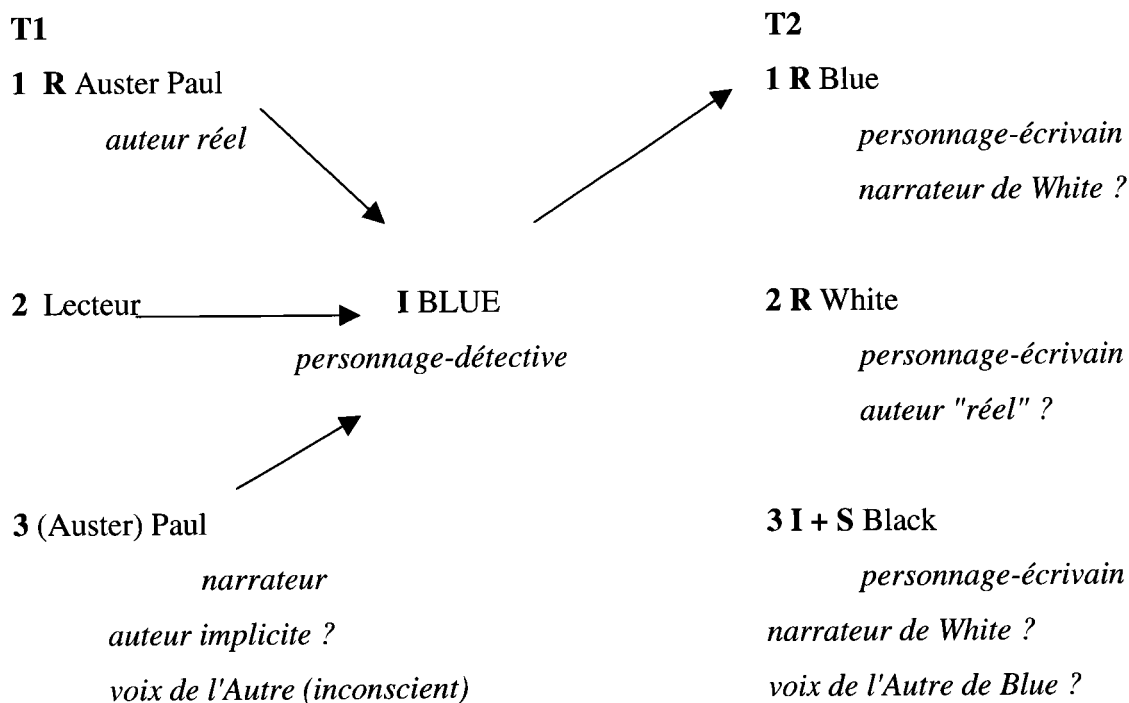 T1
1 R Auster Paul
auteur réel
2 Lecteur
I BLUE
personnage-détective
3 (Auster) Paul
narrateur
auteur implicite ?
voix de l'Autre (inconscient)
T2
1 R Blue
personnage-écrivain
narrateur de White ?
2 R White
personnage-écrivain
auteur "réel" ?
3 I + S Black
personnage-écrivain
narrateur de White ?
voix de l'Autre de Blue ?